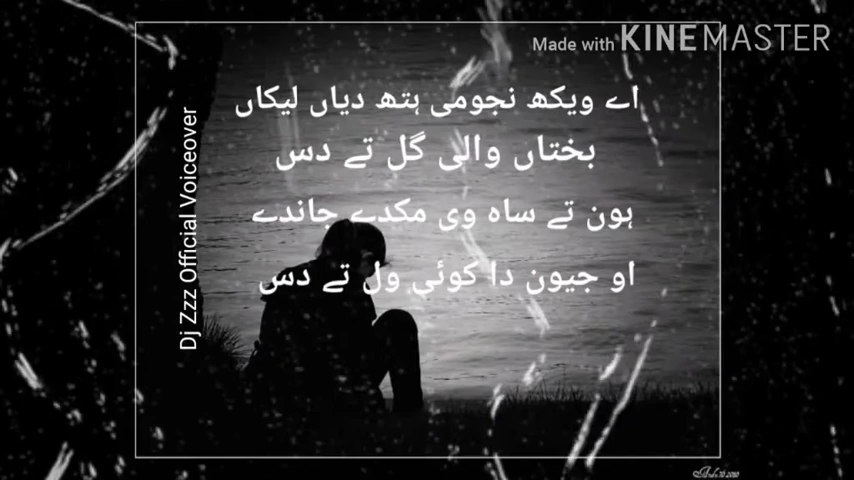 Made with KINEMASTER
اے ویکھ نجومی ہتھ دیاں لیکاں
بختاں والی گل تے دس
ہون تے ساہ وی مکدے جاندے
او جیون دا کوئی ول تے دس
Dj Zzz Official Voiceover